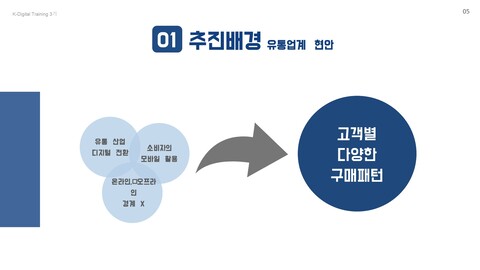 K-Digital Training 3기
05
01 추진배경 유통업계 현안
유통 산업
디지털 전환
소비자의
모바일 활용
온라인,□오프라
인
경계 X
고객별
다양한
구매패턴